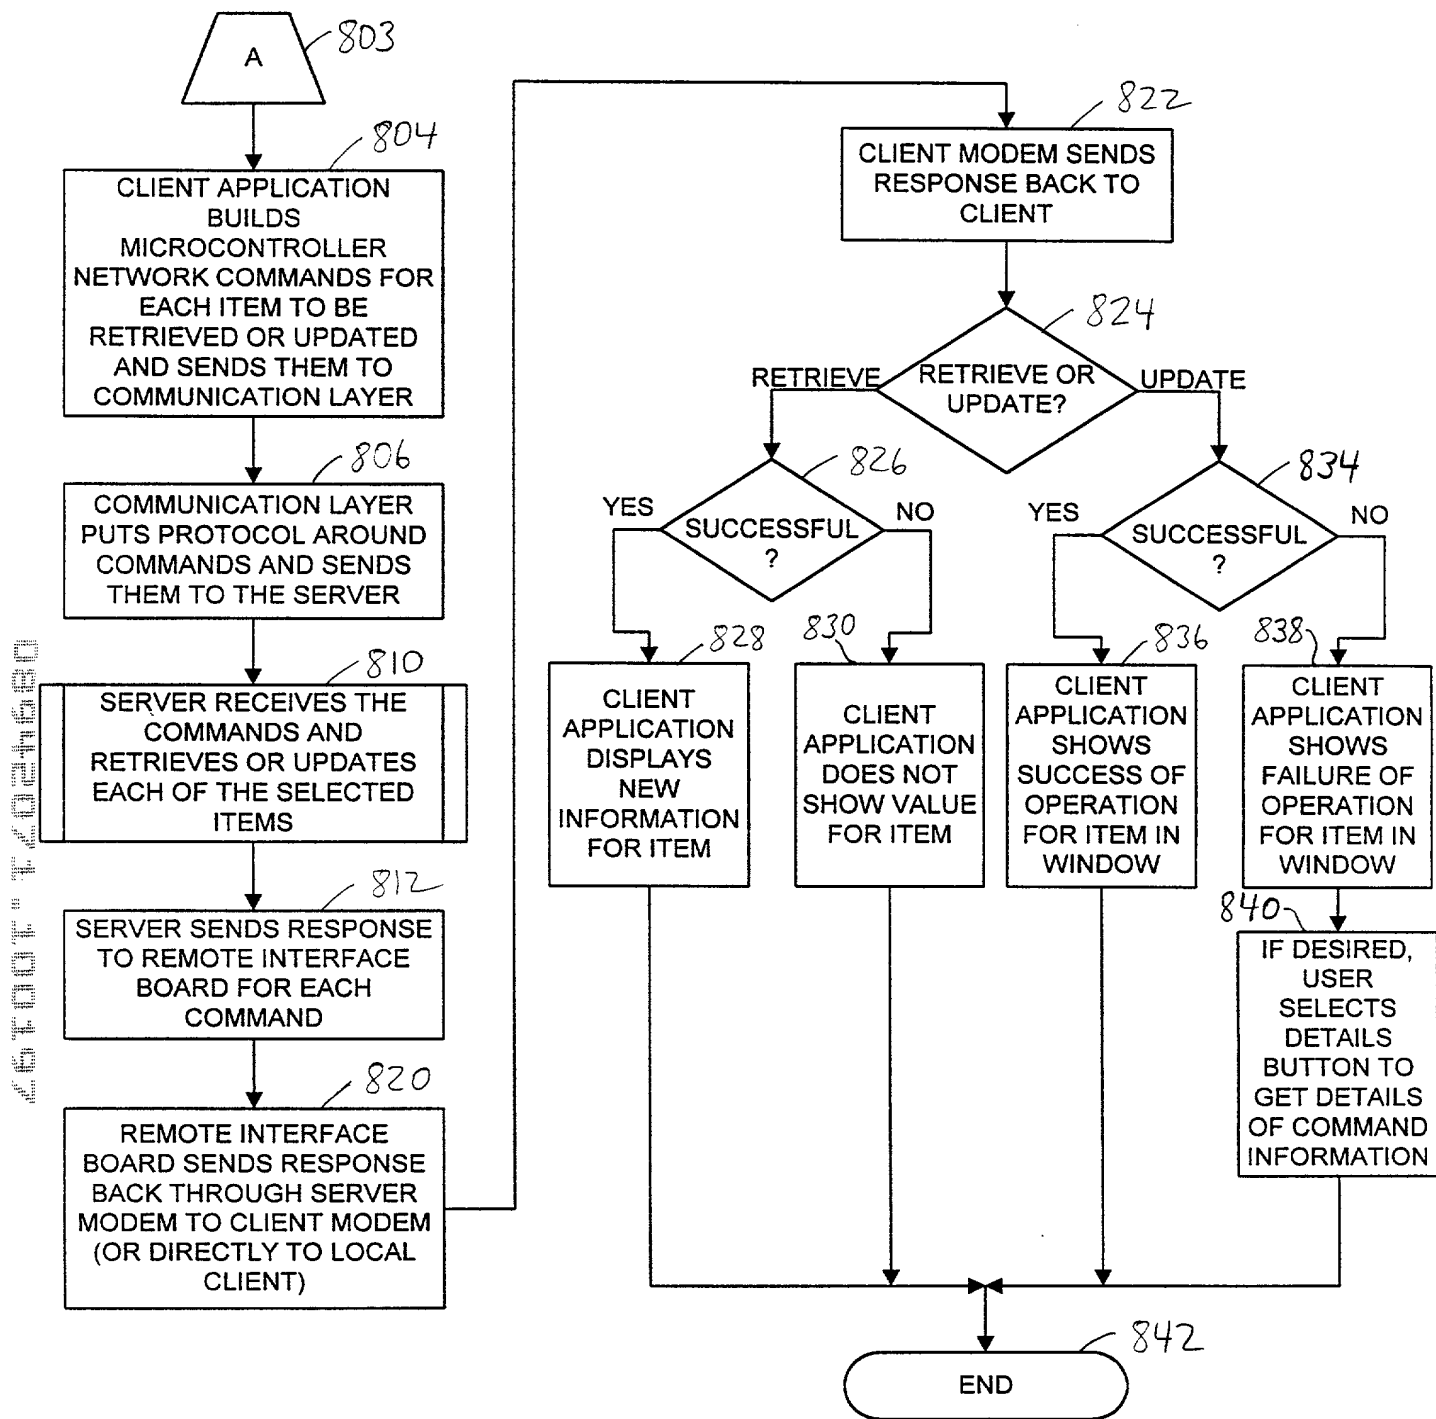 A
803
804
CLIENT APPLICATION
BUILDS
MICROCONTROLLER
NETWORK COMMANDS FOR
EACH ITEM TO BE
RETRIEVED OR UPDATED
AND SENDS THEM TO
COMMUNICATION LAYER
806
COMMUNICATION LAYER
PUTS PROTOCOL AROUND
COMMANDS AND SENDS
THEM TO THE SERVER
810
SERVER RECEIVES THE
COMMANDS AND
RETRIEVES OR UPDATES
EACH OF THE SELECTED
ITEMS
812
SERVER SENDS RESPONSE
TO REMOTE INTERFACE
BOARD FOR EACH
COMMAND
820
REMOTE INTERFACE
BOARD SENDS RESPONSE
BACK THROUGH SERVER
MODEM TO CLIENT MODEM
(OR DIRECTLY TO LOCAL
CLIENT)
822
CLIENT MODEM SENDS
RESPONSE BACK TO
CLIENT
824
RETRIEVE
RETRIEVE OR
UPDATE?
UPDATE
826
YES
SUCCESSFUL
?
NO
834
YES
SUCCESSFUL
?
NO
828
CLIENT
APPLICATION
DISPLAYS
NEW
INFORMATION
FOR ITEM
830
CLIENT
APPLICATION
DOES NOT
SHOW VALUE
FOR ITEM
836
CLIENT
APPLICATION
SHOWS
SUCCESS OF
OPERATION
FOR ITEM IN
WINDOW
838
CLIENT
APPLICATION
SHOWS
FAILURE OF
OPERATION
FOR ITEM IN
WINDOW
840
IF DESIRED,
USER
SELECTS
DETAILS
BUTTON TO
GET DETAILS
OF COMMAND
INFORMATION
842
END